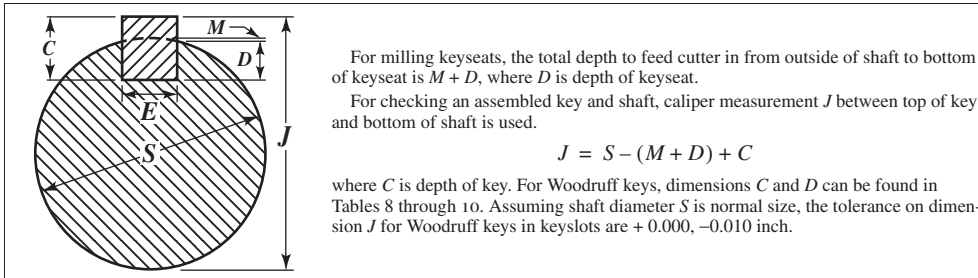 M
C
D
E
J
S
For milling keyseats, the total depth to feed cutter in from outside of shaft to bottom
of keyseat is M + D, where D is depth of keyseat.
For checking an assembled key and shaft, caliper measurement J between top of key
and bottom of shaft is used.
J = S – (M + D) + C
where C is depth of key. For Woodruff keys, dimensions C and D can be found in
Tables 8 through 10. Assuming shaft diameter S is normal size, the tolerance on dimen-
sion J for Woodruff keys in keyslots are + 0.000, –0.010 inch.